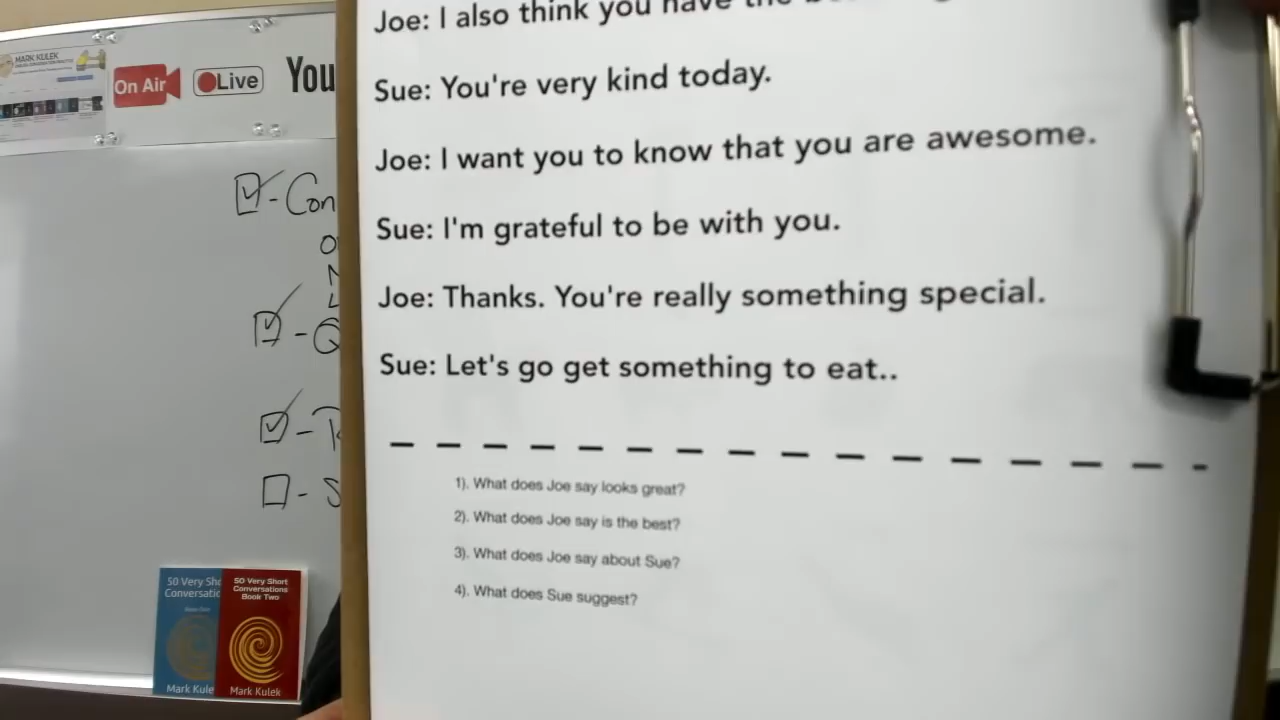 MARK KULEK
On Air
Live
You
Con
Joe: I also think you have the
Sue: You're very kind today.
Joe: I want you to know that you are awesome.
Sue: I'm grateful to be with you.
Joe: Thanks. You're really something special.
Sue: Let's go get something to eat..
1). What does Joe say looks great?
2). What does Joe say is the best?
3). What does Joe say about Sue?
4). What does Sue suggest?
50 Very Sho
Conversatio
Mark Kule
50 Very Short
Conversations
Book Two
Mark Kulek